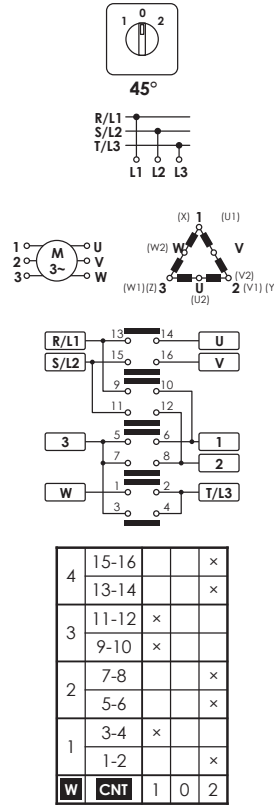 1 0 2
45°
R/L1
S/L2
T/L3
L1 L2 L3
1 U
2 M 3~ V
3 W
(X) 1 (U1)
(W2) W V
(V2)
(W1)(Z) 3 U 2 (V1) (Y
(U2)
R/L1 13 14 U
S/L2 15 16 V
9 10
11 12
3 5 6 1
7 8 2
W 1 2 T/L3
3 4
4 15-16 ×
13-14 ×
3 11-12 ×
9-10 ×
2 7-8 ×
5-6 ×
1 3-4 ×
1-2 ×
W CNT 1 0 2